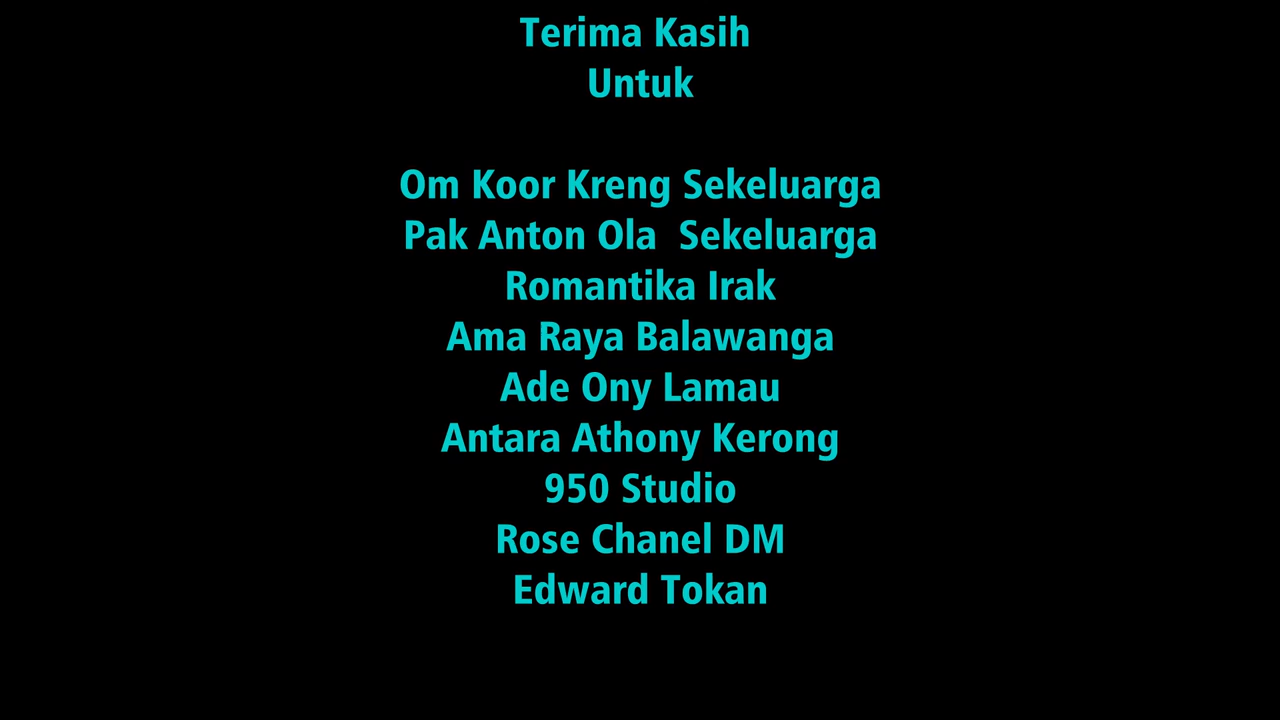 Terima Kasih
Untuk
Om Koor Kreng Sekeluarga
Pak Anton Ola  Sekeluarga
Romantika Irak
Ama Raya Balawanga
Ade Ony Lamau
Antara Athony Kerong
950 Studio
Rose Chanel DM
Edward Tokan